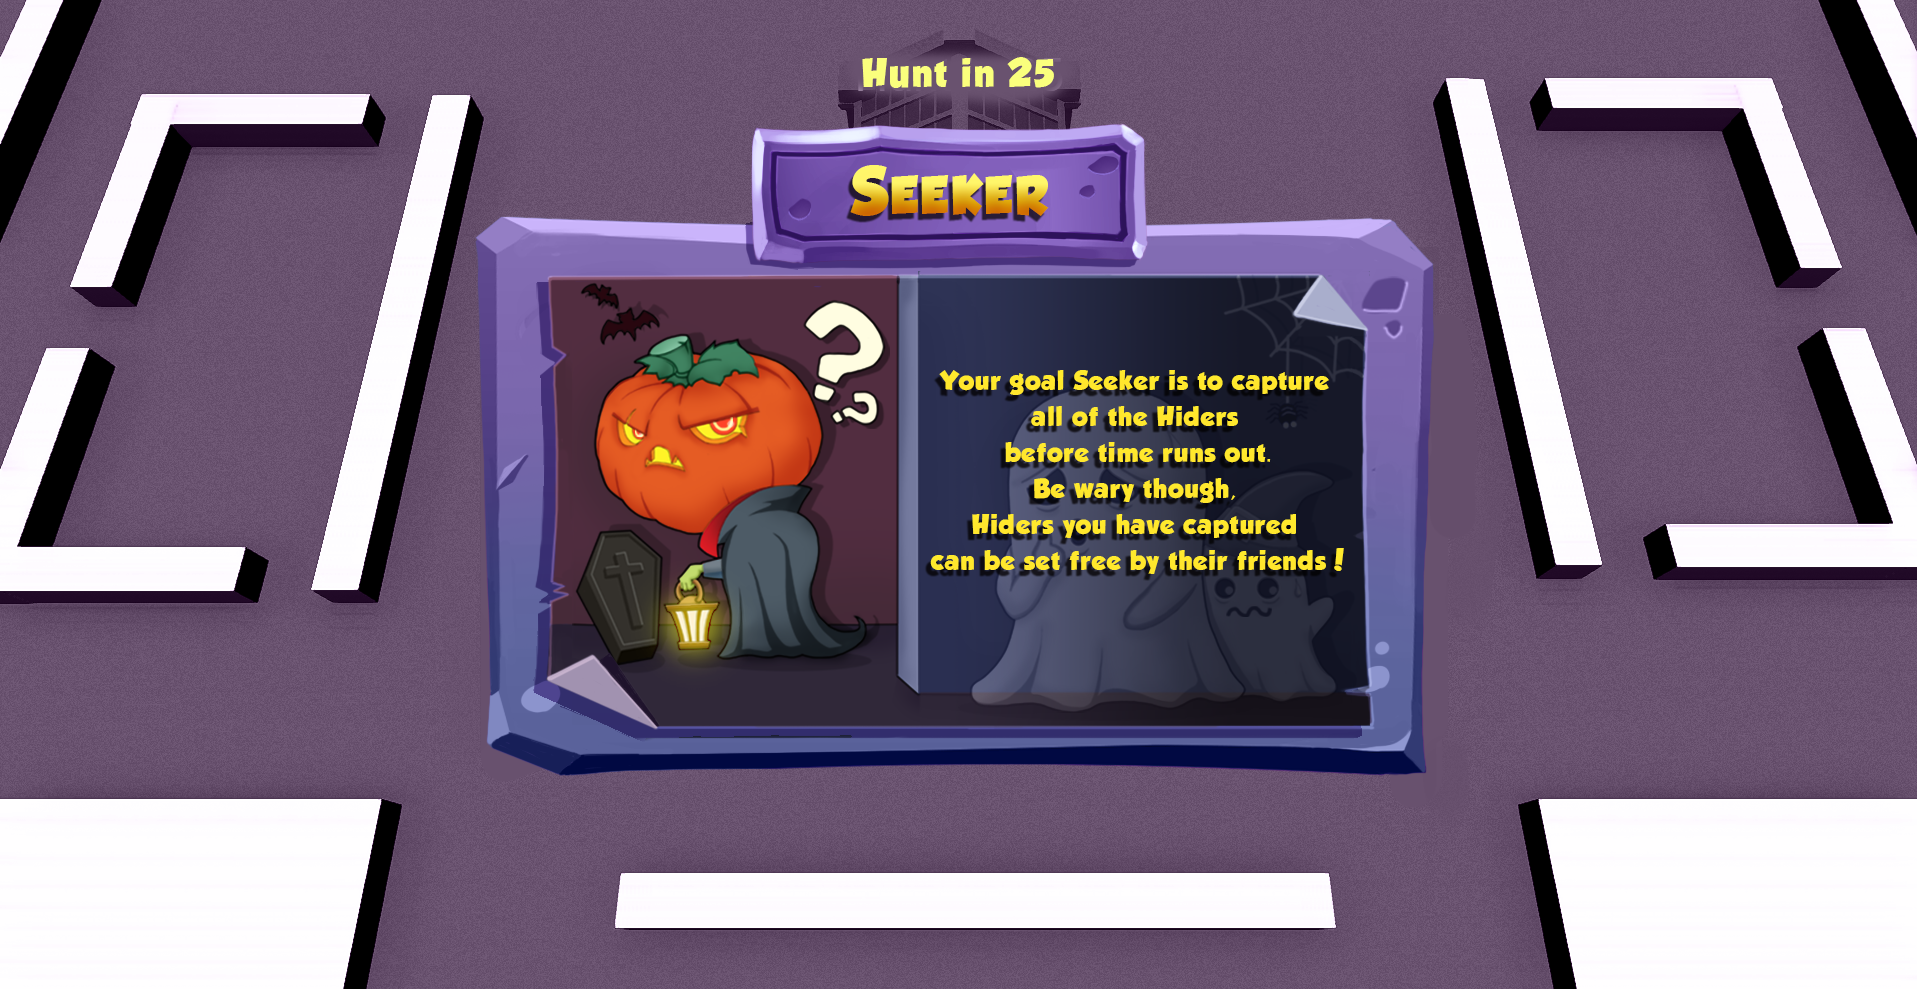 Hunt in 25
SEEKER
Your goal Seeker is to capture
all of the Hiders
before time runs out.
Be wary though,
Hiders you have captured
can be set free by their friends!
? ?